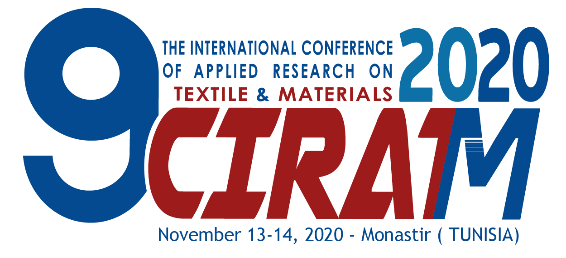 9
THE INTERNATIONAL CONFERENCE
OF APPLIED RESEARCH ON
TEXTILE & MATERIALS 2020
CIRATM
November 13-14, 2020 - Monastir ( TUNISIA)